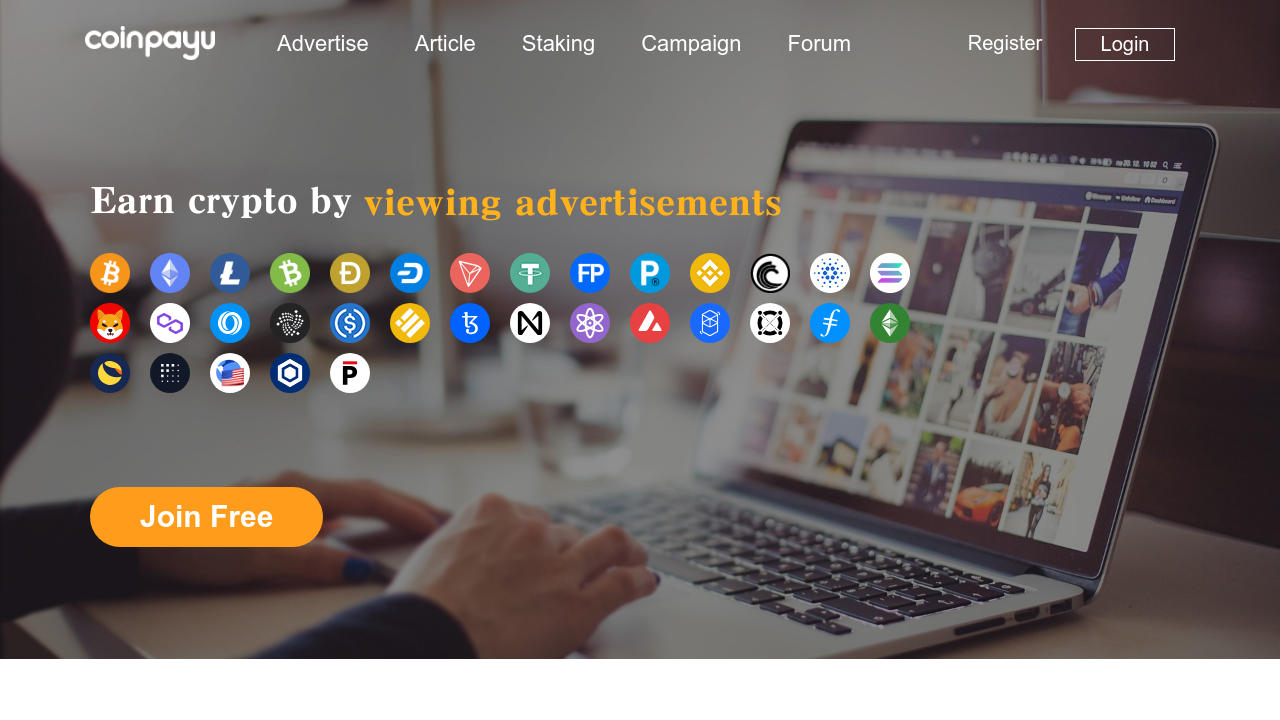 coinpayu
Advertise
Article
Staking
Campaign
Forum
Register
Login
Earn crypto by viewing advertisements
FP
Join Free